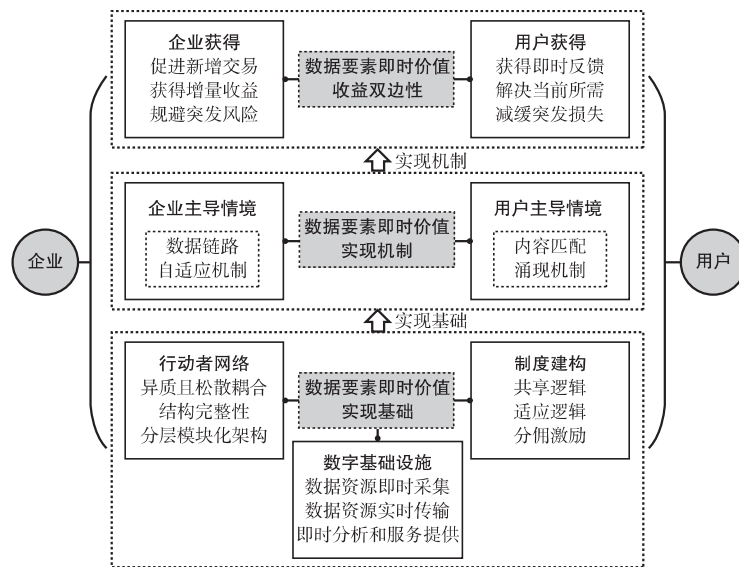 企业获得
促进新增交易
获得增量收益
规避突发风险
数据要素即时价值
收益双边性
用户获得
获得即时反馈
解决当前所需
减缓突发损失
实现机制
企业主导情境
数据链路
自适应机制
数据要素即时价值
实现机制
用户主导情境
内容匹配
涌现机制
企业
用户
实现基础
行动者网络
异质且松散耦合
结构完整性
分层模块化架构
数据要素即时价值
实现基础
制度建构
共享逻辑
适应逻辑
分佣激励
数字基础设施
数据资源即时采集
数据资源实时传输
即时分析和服务提供